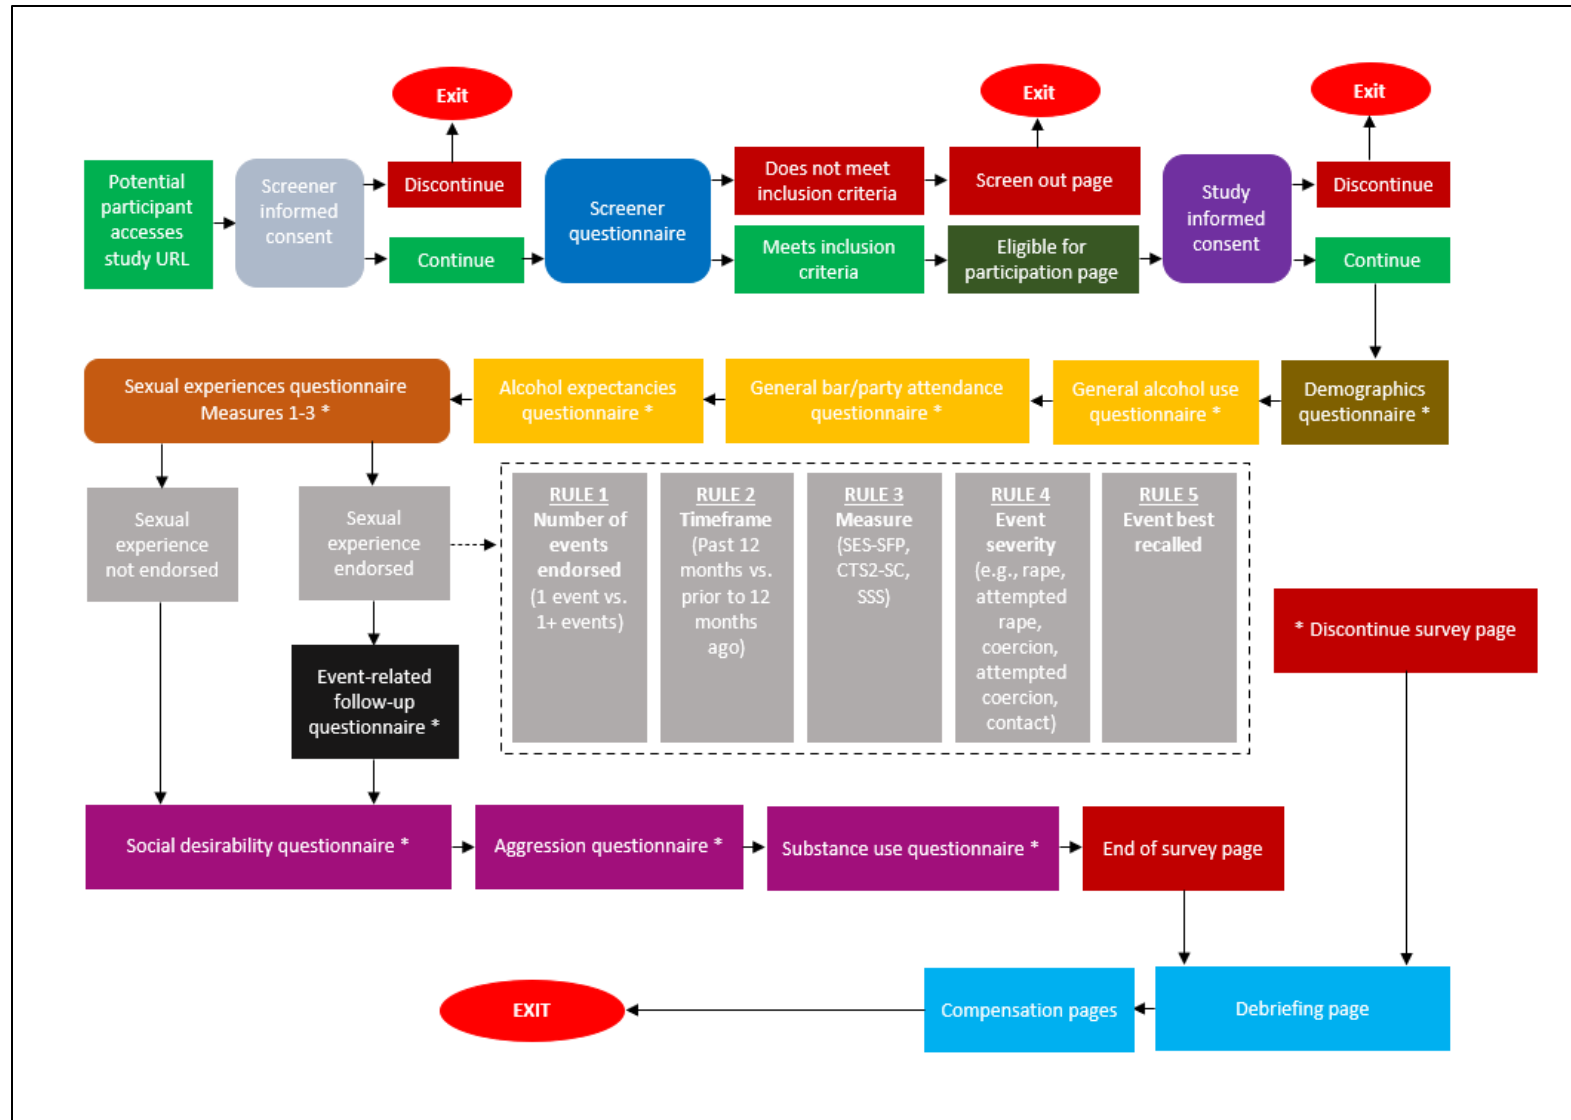 Exit
Exit
Exit
Potential
participant
accesses
study URL
Screener
informed
consent
Discontinue
Continue
Screener
questionnaire
Does not meet
inclusion criteria
Meets inclusion
criteria
Screen out page
Eligible for
participation page
Study
informed
consent
Discontinue
Continue
Demographics
questionnaire *
General alcohol use
questionnaire *
General bar/party attendance
questionnaire *
Alcohol expectancies
questionnaire *
Sexual experiences questionnaire
Measures 1-3 *
Sexual
experience
not endorsed
Sexual
experience
endorsed
RULE 1
Number of
events
endorsed
(1 event vs.
1+ events)
RULE 2
Timeframe
(Past 12
months vs.
prior to 12
months
ago)
RULE 3
Measure
(SES-SFP,
CTS2-SC,
SSS)
RULE 4
Event
severity
(e.g., rape,
attempted
rape,
coercion,
attempted
coercion,
contact)
RULE 5
Event best
recalled
* Discontinue survey page
Event-related
follow-up
questionnaire *
Social desirability questionnaire *
Aggression questionnaire *
Substance use questionnaire *
End of survey page
Debriefing page
Compensation pages
EXIT